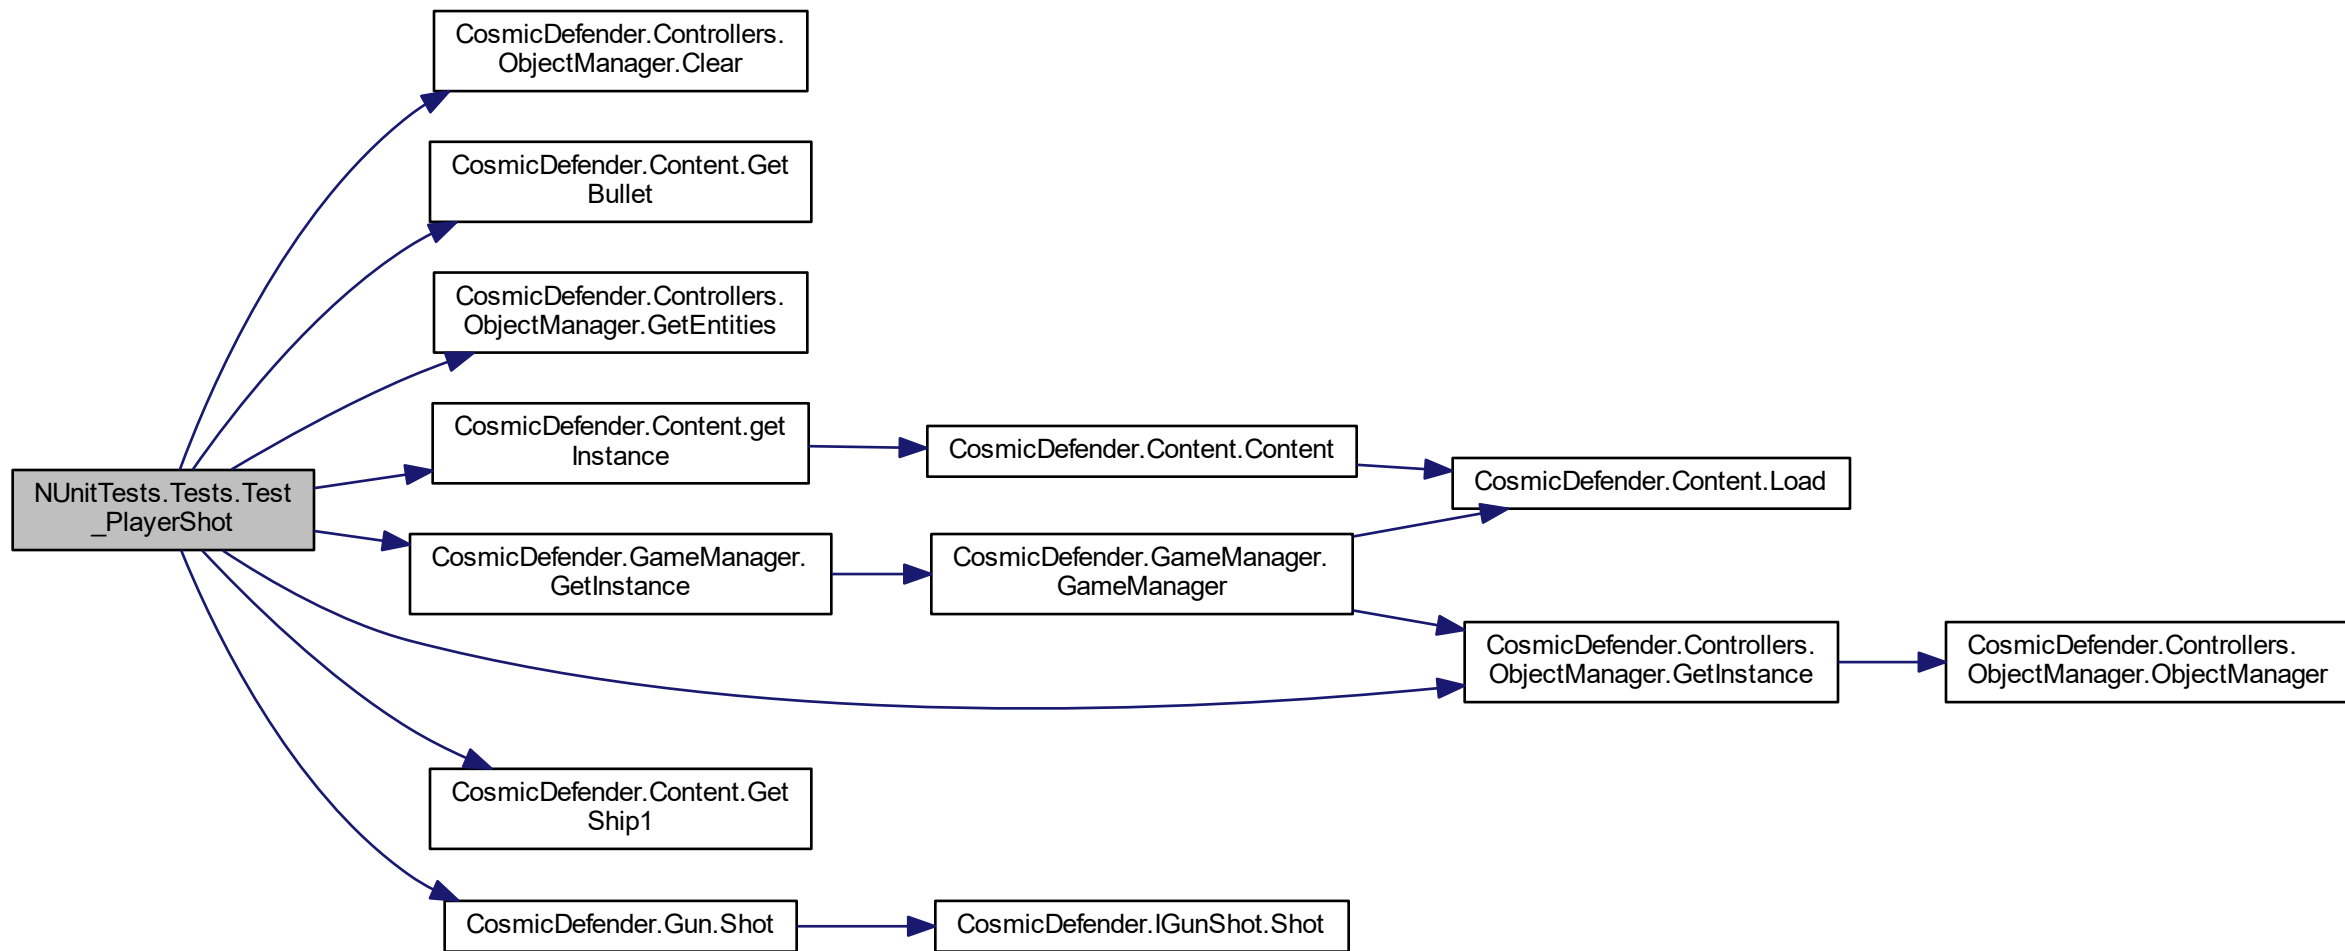 CosmicDefender.Controllers.
ObjectManager.Clear
CosmicDefender.Content.Get
Bullet
CosmicDefender.Controllers.
ObjectManager.GetEntities
CosmicDefender.Content.get
Instance
CosmicDefender.Content.Content
CosmicDefender.Content.Load
NUnitTests.Tests.Test
_PlayerShot
CosmicDefender.GameManager.
GetInstance
CosmicDefender.GameManager.
GameManager
CosmicDefender.Controllers.
ObjectManager.GetInstance
CosmicDefender.Controllers.
ObjectManager.ObjectManager
CosmicDefender.Content.Get
Ship1
CosmicDefender.Gun.Shot
CosmicDefender.IGunShot.Shot